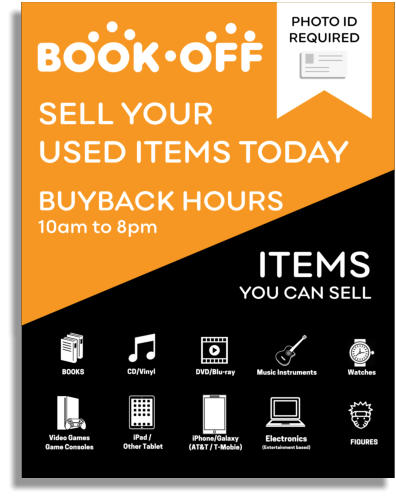 PHOTO ID
REQUIRED
BOOK•OFF
SELL YOUR
USED ITEMS TODAY
BUYBACK HOURS
10am to 8pm
ITEMS
YOU CAN SELL
BOOKS
CD/Vinyl
DVD/Blu-ray
Music Instruments
Watches
Video Games
Game Consoles
iPad /
Other Tablet
iPhone/Galaxy
(AT&T / T-Mobie)
Electronics
(Entertainment based)
FIGURES